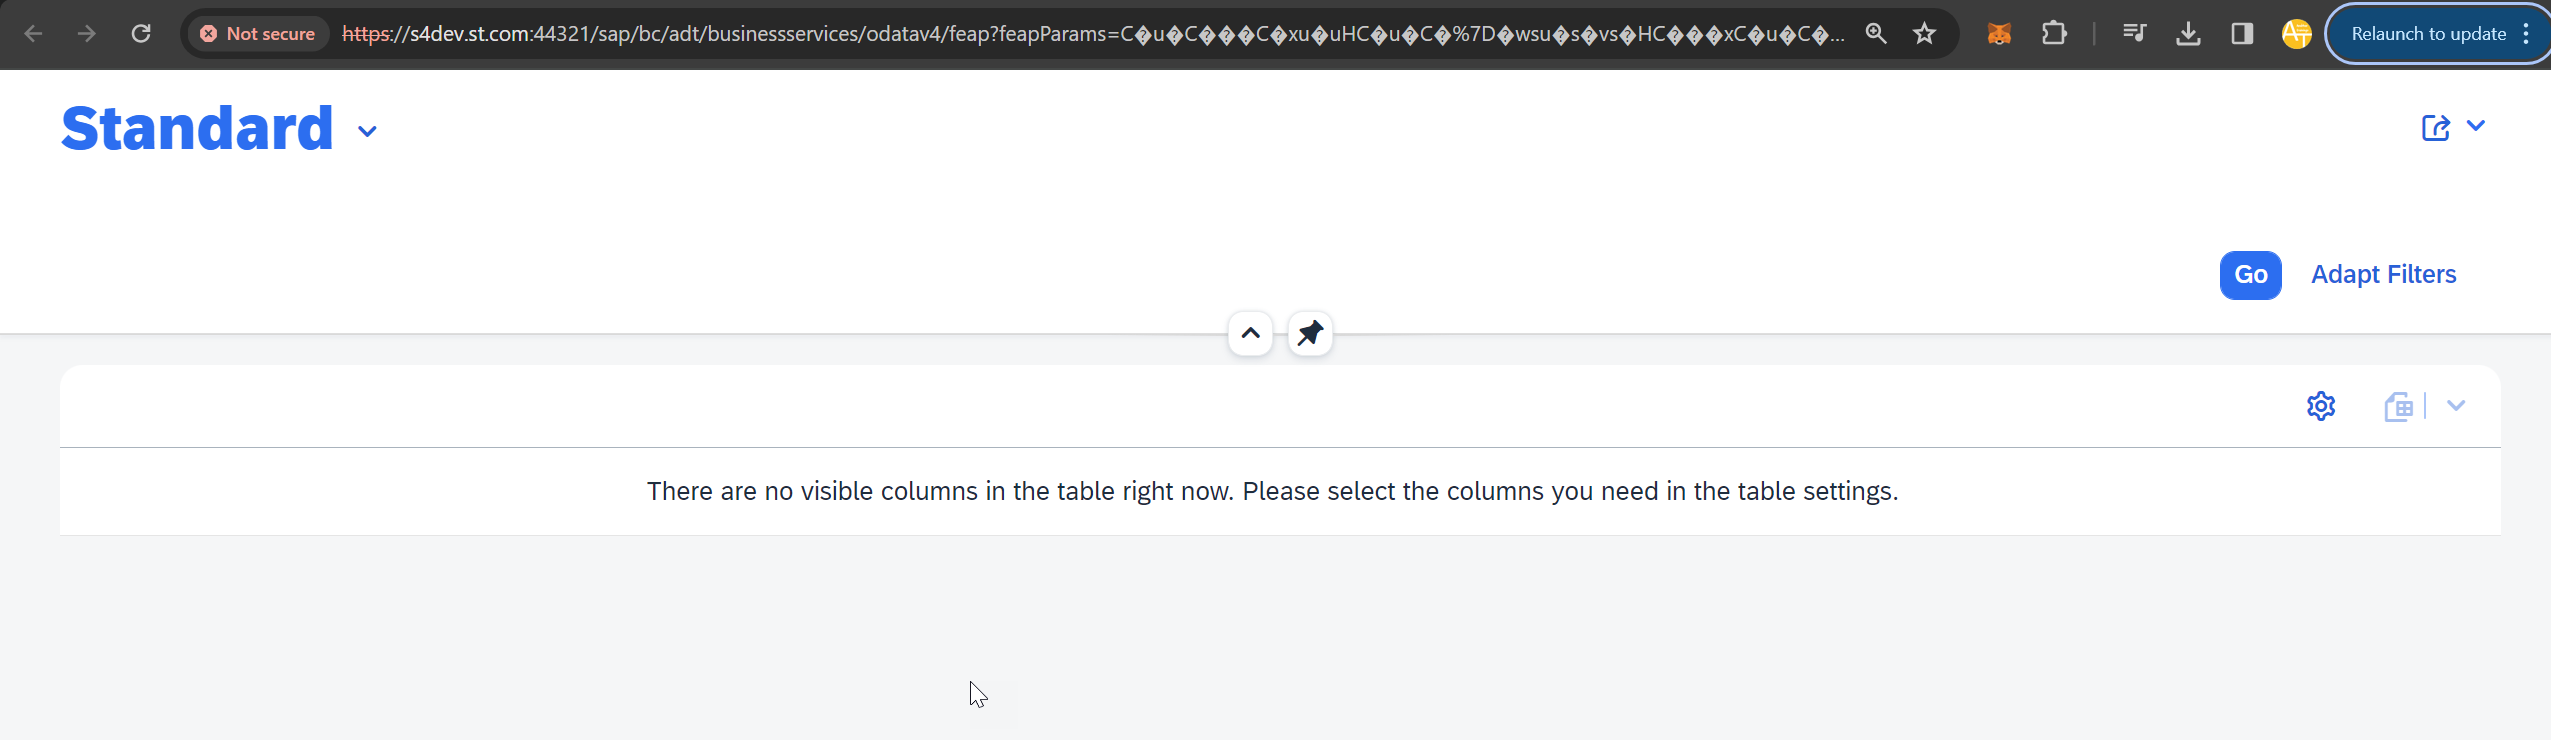 Not secure https://s4dev.st.com:44321/sap/bc/adt/businessservices/odatav4/feap?feapParams=C�u�C���C�xu�uHC�u�C�%7D�wsu�s�vs�HC���xC�u�C�... Relaunch to update
Standard
Go Adapt Filters
There are no visible columns in the table right now. Please select the columns you need in the table settings.